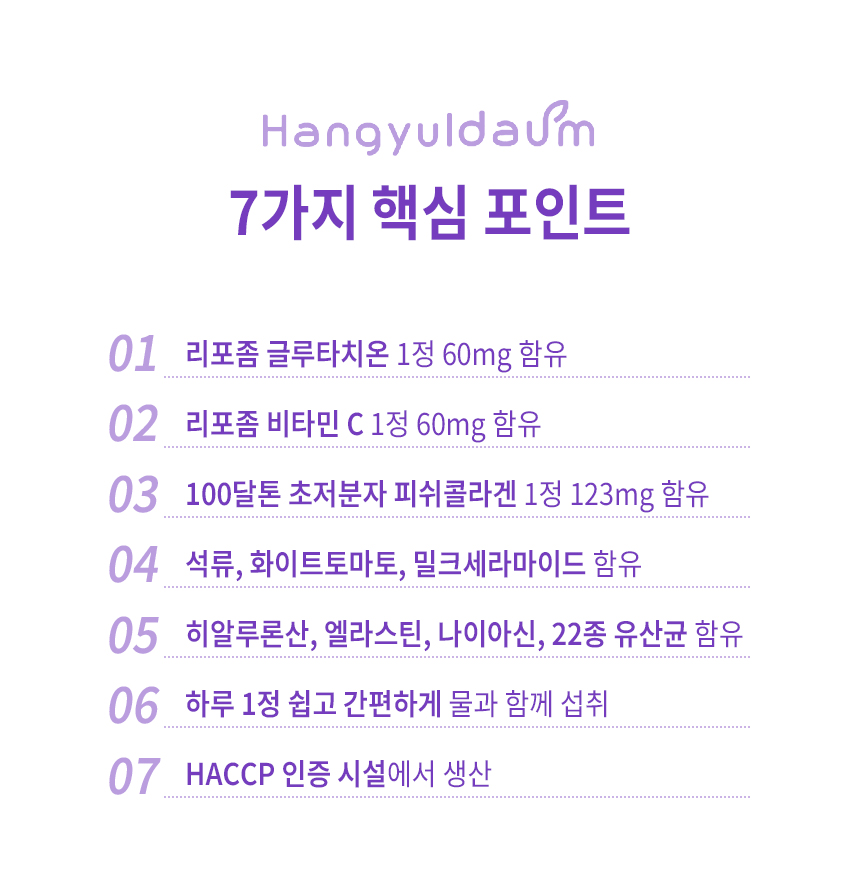 Hangyuldaum
7가지 핵심 포인트
01 리포좀 글루타치온 1정 60mg 함유
02 리포좀 비타민 C 1정 60mg 함유
03 100달톤 초저분자 피쉬콜라겐 1정 123mg 함유
04 석류, 화이트토마토, 밀크세라마이드 함유
05 히알루론산, 엘라스틴, 나이아신, 22종 유산균 함유
06 하루 1정 쉽고 간편하게 물과 함께 섭취
07 HACCP 인증 시설에서 생산